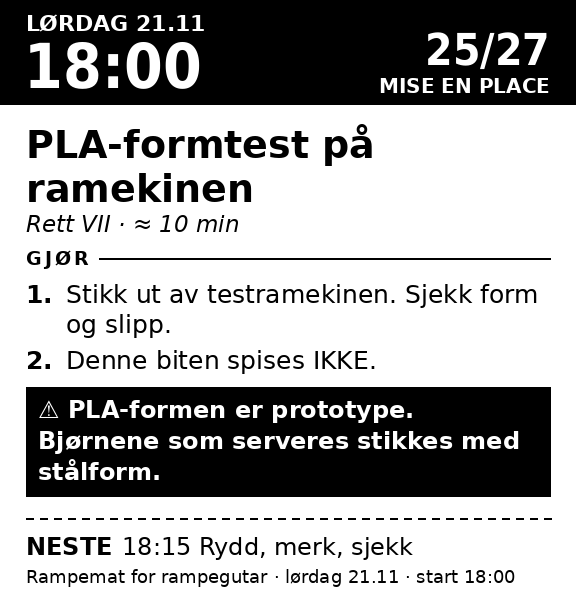 LØRDAG 21.11
18:00
25/27
MISE EN PLACE
PLA-formtest på
ramekinen
Rett VII · ≈ 10 min
GJØR
1. Stikk ut av testramekinen. Sjekk form
og slipp.
2. Denne biten spises IKKE.
⚠ PLA-formen er prototype.
Bjørnene som serveres stikkes med
stålform.
NESTE 18:15 Rydd, merk, sjekk
Rampemat for rampegutar · lørdag 21.11 · start 18:00